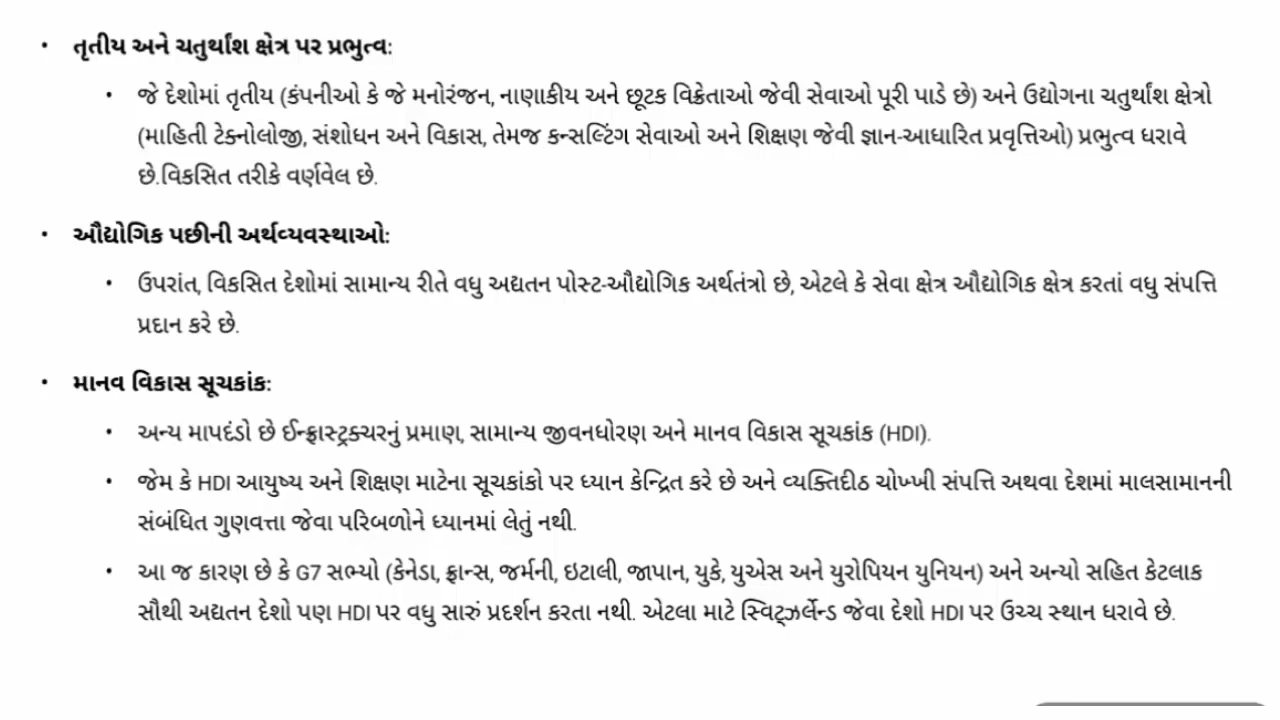 • તૃતીય અને ચતુર્થાંશ ક્ષેત્ર પર પ્રભુત્વ:
• જે દેશોમાં તૃતીય (કંપનીઓ કે જે મનોરંજન, નાણાકીય અને છૂટક વિક્રેતાઓ જેવી સેવાઓ પૂરી પાડે છે) અને ઉદ્યોગના ચતુર્થાંશ ક્ષેત્રો
(માહિતી ટેક્નોલોજી, સંશોધન અને વિકાસ, તેમજ કન્સલ્ટિંગ સેવાઓ અને શિક્ષણ જેવી જ્ઞાન-આધારિત પ્રવૃત્તિઓ) પ્રભુત્વ ધરાવે
છે.વિકસિત તરીકે વર્ણવેલ છે.
• ઔદ્યોગિક પછીની અર્થવ્યવસ્થાઓ:
• ઉપરાંત, વિકસિત દેશોમાં સામાન્ય રીતે વધુ અદ્યતન પોસ્ટ-ઔદ્યોગિક અર્થતંત્રો છે, એટલે કે સેવા ક્ષેત્ર ઔદ્યોગિક ક્ષેત્ર કરતાં વધુ સંપત્તિ
પ્રદાન કરે છે.
• માનવ વિકાસ સૂચકાંક:
• અન્ય માપદંડો છે ઈન્ફ્રાસ્ટ્રક્ચરનું પ્રમાણ, સામાન્ય જીવનધોરણ અને માનવ વિકાસ સૂચકાંક (HDI).
• જેમ કે HDI આયુષ્ય અને શિક્ષણ માટેના સૂચકાંકો પર ધ્યાન કેન્દ્રિત કરે છે અને વ્યક્તિદીઠ ચોખ્ખી સંપત્તિ અથવા દેશમાં માલસામાનની
સંબંધિત ગુણવત્તા જેવા પરિબળોને ધ્યાનમાં લેતું નથી.
• આ જ કારણ છે કે G7 સભ્યો (કેનેડા, ફ્રાન્સ, જર્મની, ઇટાલી, જાપાન, યુકે, યુએસ અને યુરોપિયન યુનિયન) અને અન્યો સહિત કેટલાક
સૌથી અદ્યતન દેશો પણ HDI પર વધુ સારું પ્રદર્શન કરતા નથી. એટલા માટે સ્વિટ્ઝર્લેન્ડ જેવા દેશો HDI પર ઉચ્ચ સ્થાન ધરાવે છે.